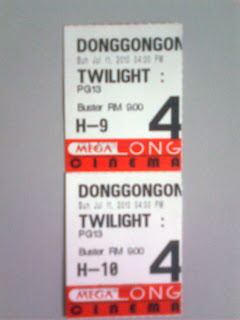 DONGGONGON
Sun Jul 11, 2010 04:00 PM
TWILIGHT :
PG13
Buster RM 9.00
H-9
4
MEGA LONG
CINEMA
DONGGONGON
Sun Jul 11, 2010 04:00 PM
TWILIGHT :
PG13
Buster RM 9.00
H-10
4
MEGA LONG
CINEMA